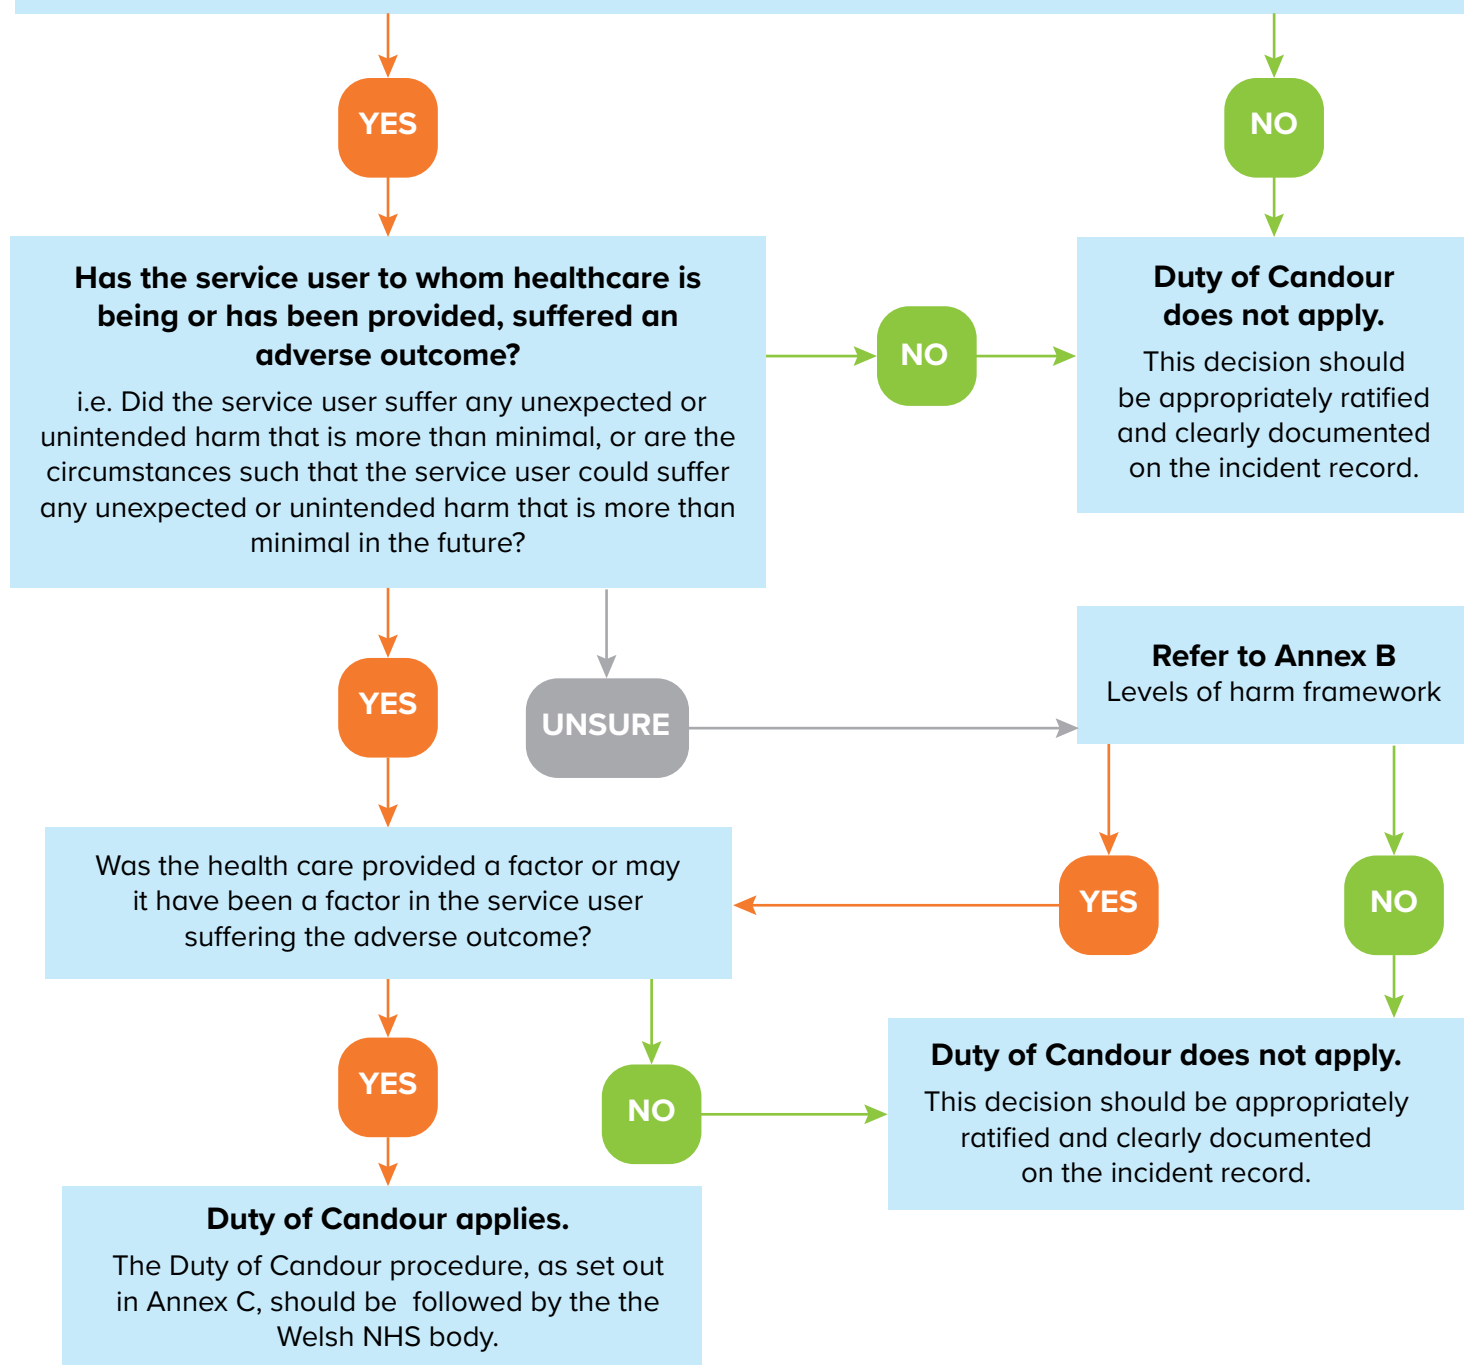 YES
NO
Has the service user to whom healthcare is
being or has been provided, suffered an
adverse outcome?
i.e. Did the service user suffer any unexpected or
unintended harm that is more than minimal, or are the
circumstances such that the service user could suffer
any unexpected or unintended harm that is more than
minimal in the future?
NO
Duty of Candour
does not apply.
This decision should
be appropriately ratified
and clearly documented
on the incident record.
YES
UNSURE
Refer to Annex B
Levels of harm framework
Was the health care provided a factor or may
it have been a factor in the service user
suffering the adverse outcome?
YES
NO
YES
NO
Duty of Candour does not apply.
This decision should be appropriately
ratified and clearly documented
on the incident record.
Duty of Candour applies.
The Duty of Candour procedure, as set out
in Annex C, should be  followed by the the
Welsh NHS body.